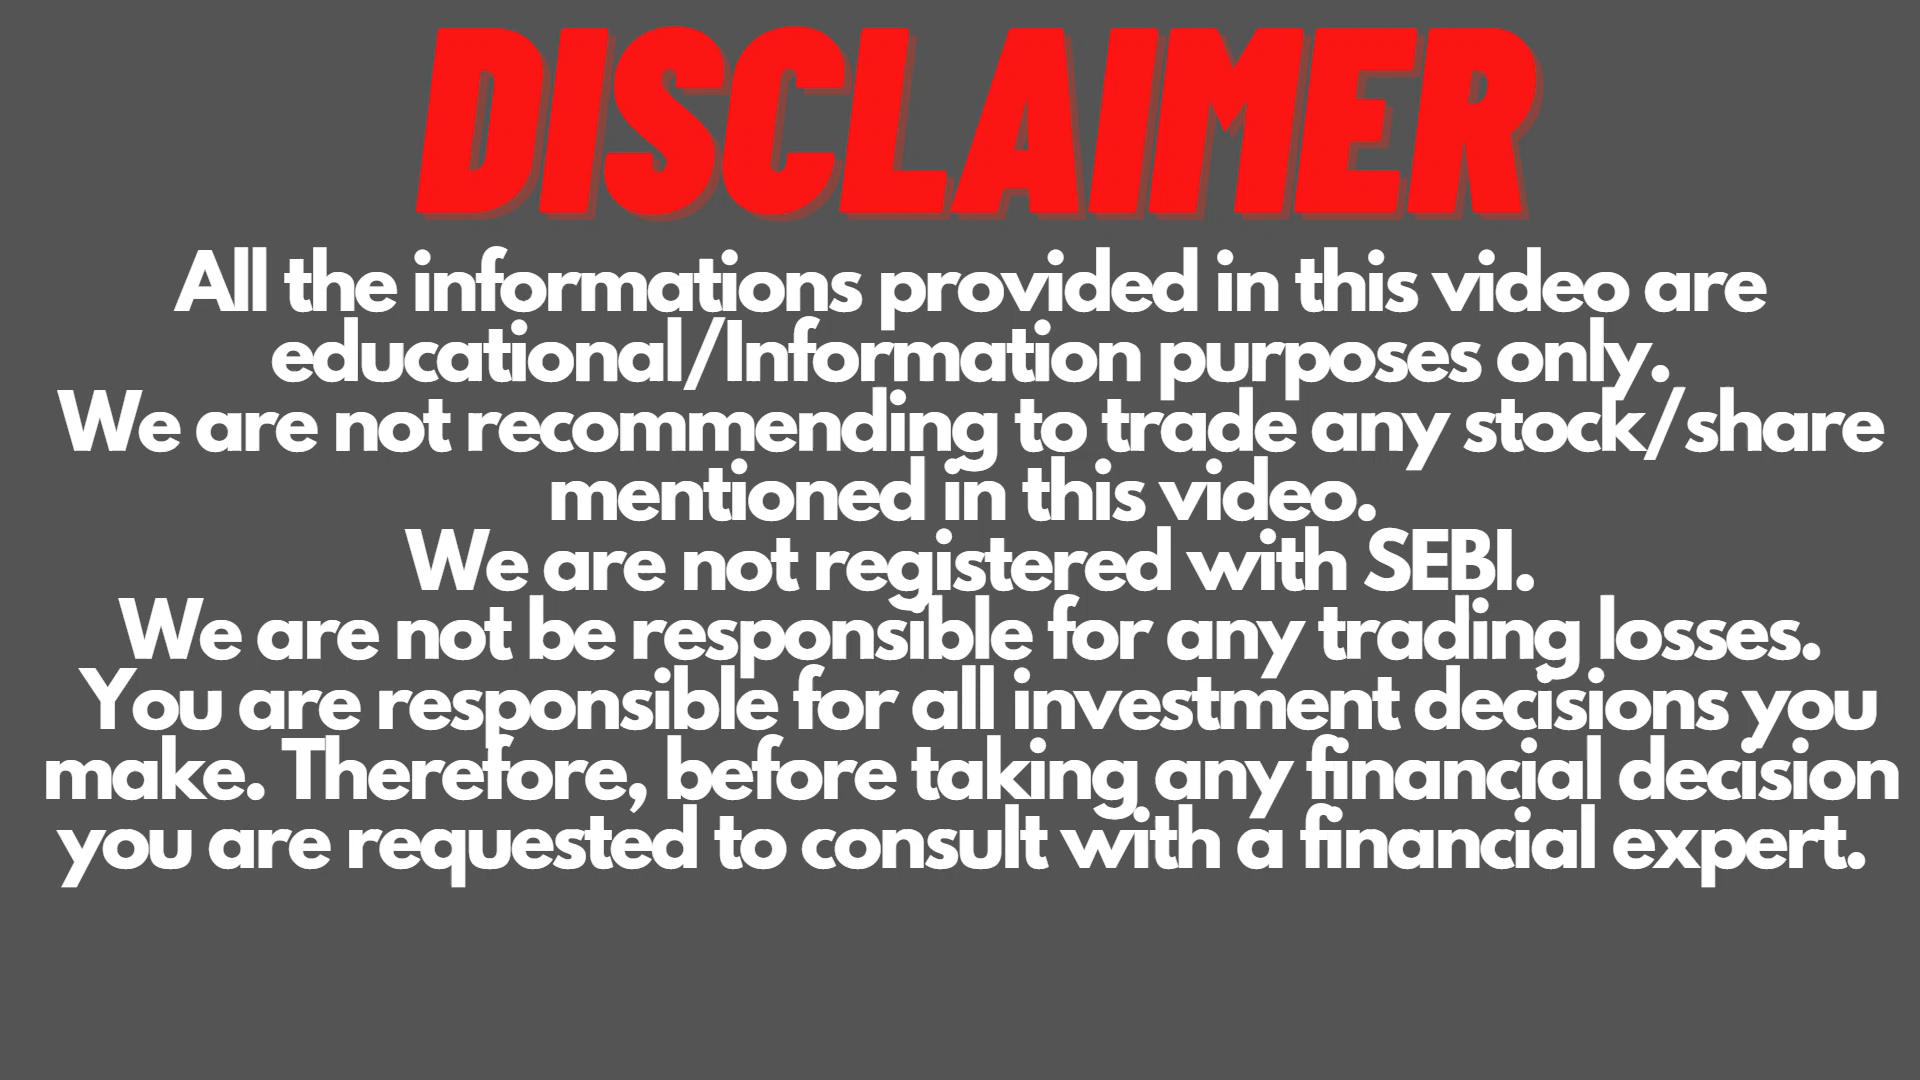 DISCLAIMER
All the informations provided in this video are
educational/Information purposes only.
We are not recommending to trade any stock/share
mentioned in this video.
We are not registered with SEBI.
We are not be responsible for any trading losses.
You are responsible for all investment decisions you
make. Therefore, before taking any financial decision
you are requested to consult with a financial expert.